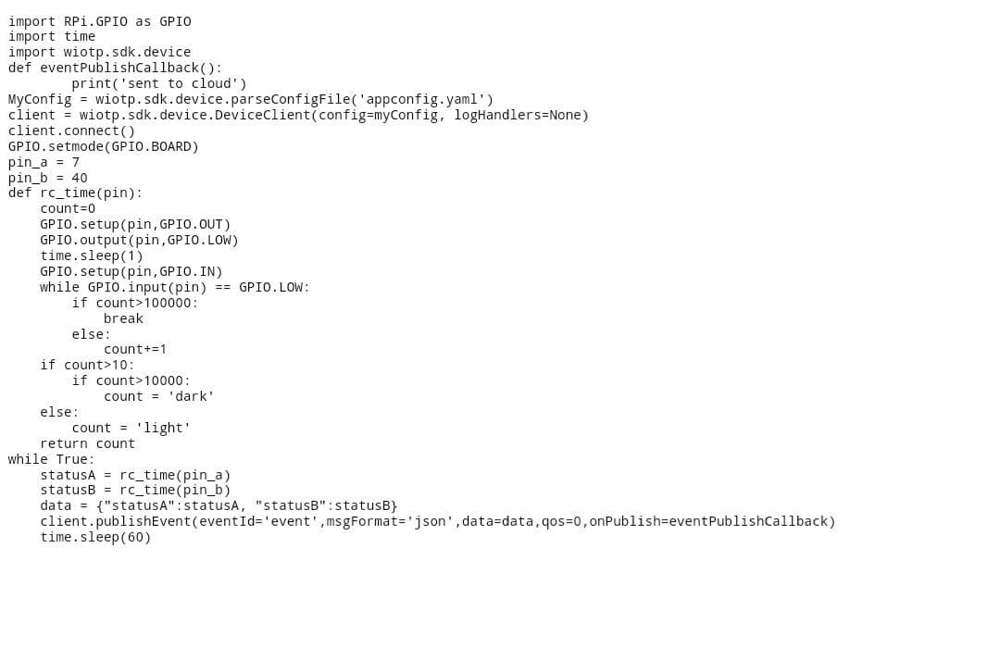 import RPi.GPIO as GPIO
import time
import wiotp.sdk.device
def eventPublishCallback():
        print('sent to cloud')
MyConfig = wiotp.sdk.device.parseConfigFile('appconfig.yaml')
client = wiotp.sdk.device.DeviceClient(config=myConfig, logHandlers=None)
client.connect()
GPIO.setmode(GPIO.BOARD)
pin_a = 7
pin_b = 40
def rc_time(pin):
    count=0
    GPIO.setup(pin,GPIO.OUT)
    GPIO.output(pin,GPIO.LOW)
    time.sleep(1)
    GPIO.setup(pin,GPIO.IN)
    while GPIO.input(pin) == GPIO.LOW:
        if count>100000:
            break
        else:
            count+=1
    if count>10:
        if count>10000:
            count = 'dark'
    else:
        count = 'light'
    return count
while True:
    statusA = rc_time(pin_a)
    statusB = rc_time(pin_b)
    data = {"statusA":statusA, "statusB":statusB}
    client.publishEvent(eventId='event',msgFormat='json',data=data,qos=0,onPublish=eventPublishCallback)
    time.sleep(60)